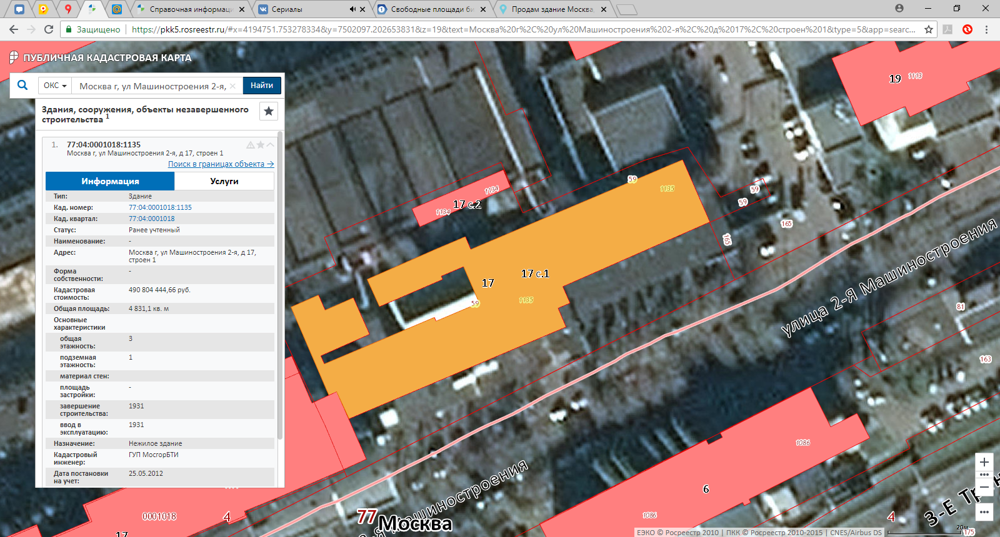 Справочная информаци
Сериалы
Свободные площади би
Продам здание Москва,
Защищено
https://pkk5.rosreestr.ru/#x=4194751.753278334&y=7502097.202653831&z=19&text=Москва%20г%2C%20ул%20Машиностроения%202-я%2C%20д%2017%2C%20строен%201&type=5&app=searc...
ПУБЛИЧНАЯ КАДАСТРОВАЯ КАРТА
ОКС
Москва г, ул Машиностроения 2-я,
Найти
Здания, сооружения, объекты незавершенного
строительства 1
1. 77:04:0001018:1135
Москва г, ул Машиностроения 2-я, д 17, строен 1
Поиск в границах объекта →
Информация
Услуги
Тип: Здание
Кад. номер: 77:04:0001018:1135
Кад. квартал: 77:04:0001018
Статус: Ранее учтенный
Наименование: -
Адрес: Москва г, ул Машиностроения 2-я, д 17,
строен 1
Форма
собственности: -
Кадастровая
стоимость: 490 804 444,66 руб.
Общая площадь: 4 831,1 кв. м
Основные
характеристики
общая
этажность: 3
подземная
этажность: 1
материал стен:
площадь
застройки: -
завершение
строительства: 1931
ввод в
эксплуатацию: 1931
Назначение: Нежилое здание
Кадастровый
инженер: ГУП МосгорБТИ
Дата постановки
на учет: 25.05.2012
19
1113
59
1135
59
59
1134
17 с.2
1134
165
165
17 с.1
17
1135
59
улица 2-я Машиностроения
81
163
1086
6
1086
0001018
4
17
77
Москва
2-я Машиностроения
4
3-Е Тр
20м
175
ЕЭКО © Росреестр 2010 | ПКК © Росреестр 2010-2015 | CNES/Airbus DS